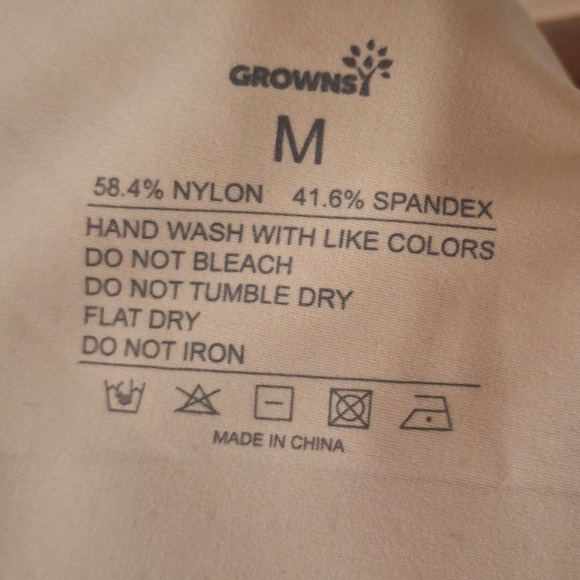 GROWNSY
M
58.4% NYLON 41.6% SPANDEX
HAND WASH WITH LIKE COLORS
DO NOT BLEACH
DO NOT TUMBLE DRY
FLAT DRY
DO NOT IRON
MADE IN CHINA